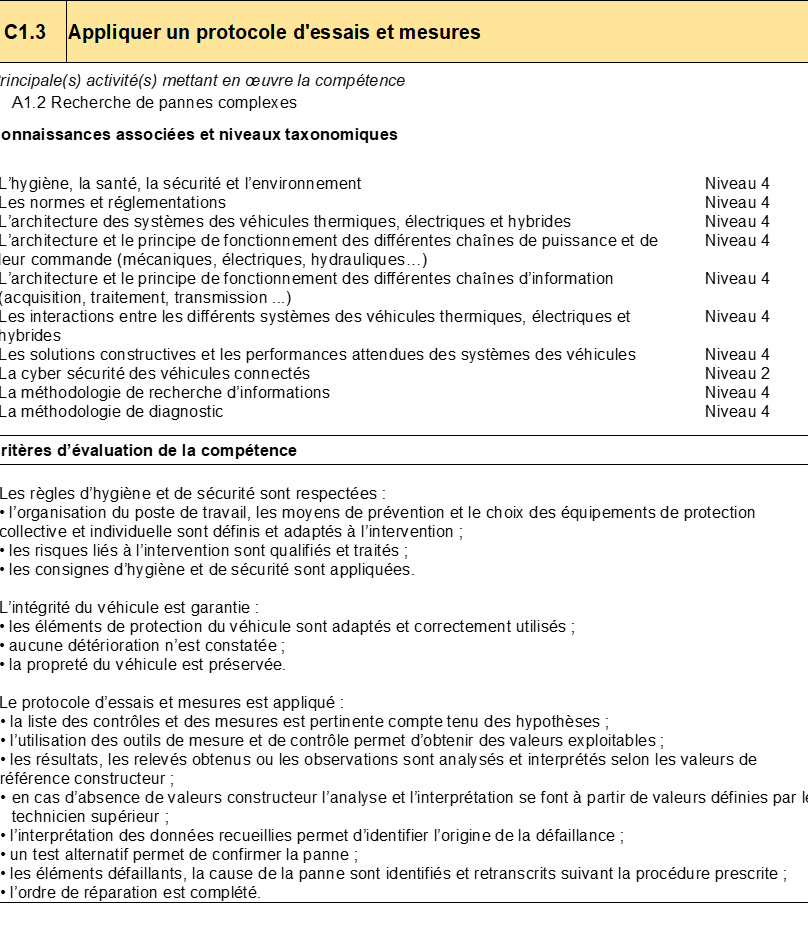 C1.3 Appliquer un protocole d'essais et mesures
rincipale(s) activité(s) mettant en œuvre la compétence
A1.2 Recherche de pannes complexes
onnaissances associées et niveaux taxonomiques
L'hygiène, la santé, la sécurité et l'environnement Niveau 4
Les normes et réglementations Niveau 4
L'architecture des systèmes des véhicules thermiques, électriques et hybrides Niveau 4
L'architecture et le principe de fonctionnement des différentes chaînes de puissance et de Niveau 4
leur commande (mécaniques, électriques, hydrauliques…)
L'architecture et le principe de fonctionnement des différentes chaînes d'information Niveau 4
(acquisition, traitement, transmission ...)
Les interactions entre les différents systèmes des véhicules thermiques, électriques et Niveau 4
hybrides
Les solutions constructives et les performances attendues des systèmes des véhicules Niveau 4
La cyber sécurité des véhicules connectés Niveau 2
La méthodologie de recherche d'informations Niveau 4
La méthodologie de diagnostic Niveau 4
ritères d'évaluation de la compétence
Les règles d'hygiène et de sécurité sont respectées :
• l'organisation du poste de travail, les moyens de prévention et le choix des équipements de protection
collective et individuelle sont définis et adaptés à l'intervention ;
• les risques liés à l'intervention sont qualifiés et traités ;
• les consignes d'hygiène et de sécurité sont appliquées.
L'intégrité du véhicule est garantie :
• les éléments de protection du véhicule sont adaptés et correctement utilisés ;
• aucune détérioration n'est constatée ;
• la propreté du véhicule est préservée.
Le protocole d'essais et mesures est appliqué :
• la liste des contrôles et des mesures est pertinente compte tenu des hypothèses ;
• l'utilisation des outils de mesure et de contrôle permet d'obtenir des valeurs exploitables ;
• les résultats, les relevés obtenus ou les observations sont analysés et interprétés selon les valeurs de
référence constructeur ;
• en cas d'absence de valeurs constructeur l'analyse et l'interprétation se font à partir de valeurs définies par le
technicien supérieur ;
• l'interprétation des données recueillies permet d'identifier l'origine de la défaillance ;
• un test alternatif permet de confirmer la panne ;
• les éléments défaillants, la cause de la panne sont identifiés et retranscrits suivant la procédure prescrite ;
• l'ordre de réparation est complété.